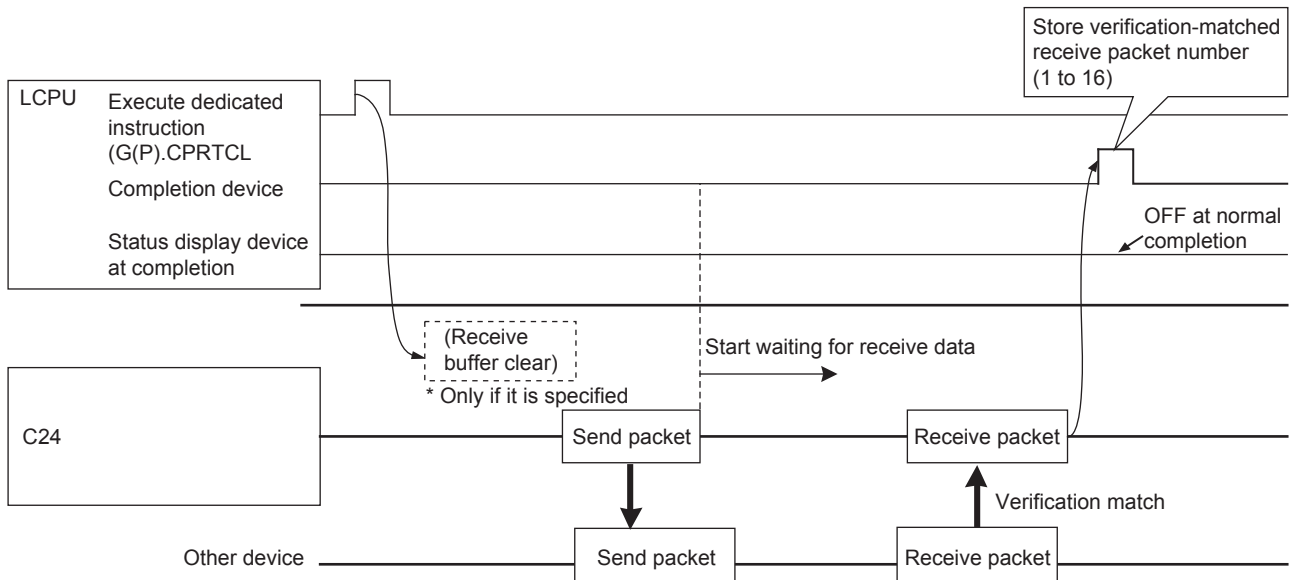 Store verification-matched
receive packet number
(1 to 16)
LCPU
Execute dedicated
instruction
(G(P).CPRTCL
Completion device
Status display device
at completion
OFF at normal
completion
(Receive
buffer clear)
* Only if it is specified
Start waiting for receive data
C24
Send packet
Receive packet
Verification match
Other device
Send packet
Receive packet